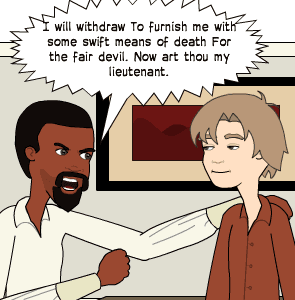 I will withdraw To furnish me with
some swift means of death For
the fair devil. Now art thou my
lieutenant.